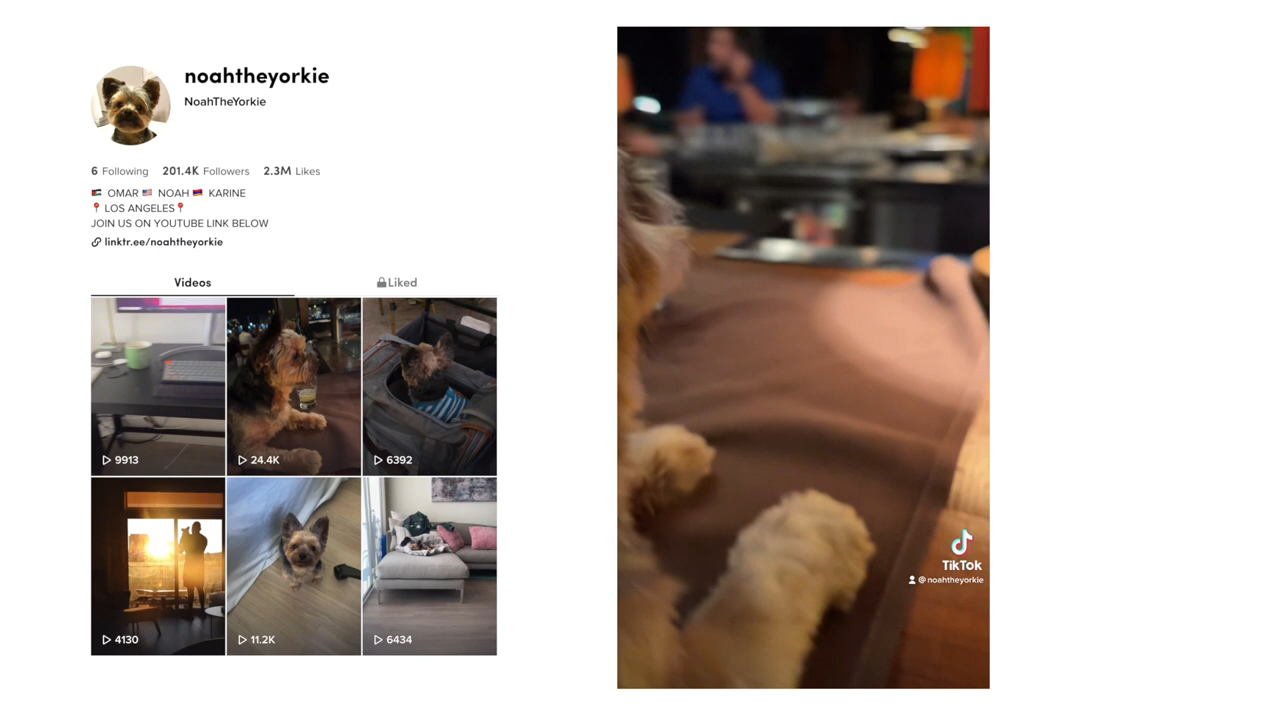 noahtheyorkie
NoahTheYorkie
6 Following 201.4K Followers 2.3M Likes
🇯🇴 OMAR 🇺🇸 NOAH 🇦🇲 KARINE
📍 LOS ANGELES📍
JOIN US ON YOUTUBE LINK BELOW
linktr.ee/noahtheyorkie
Videos Liked
9913 24.4K 6392
4130 11.2K 6434
TikTok
@noahtheyorkie